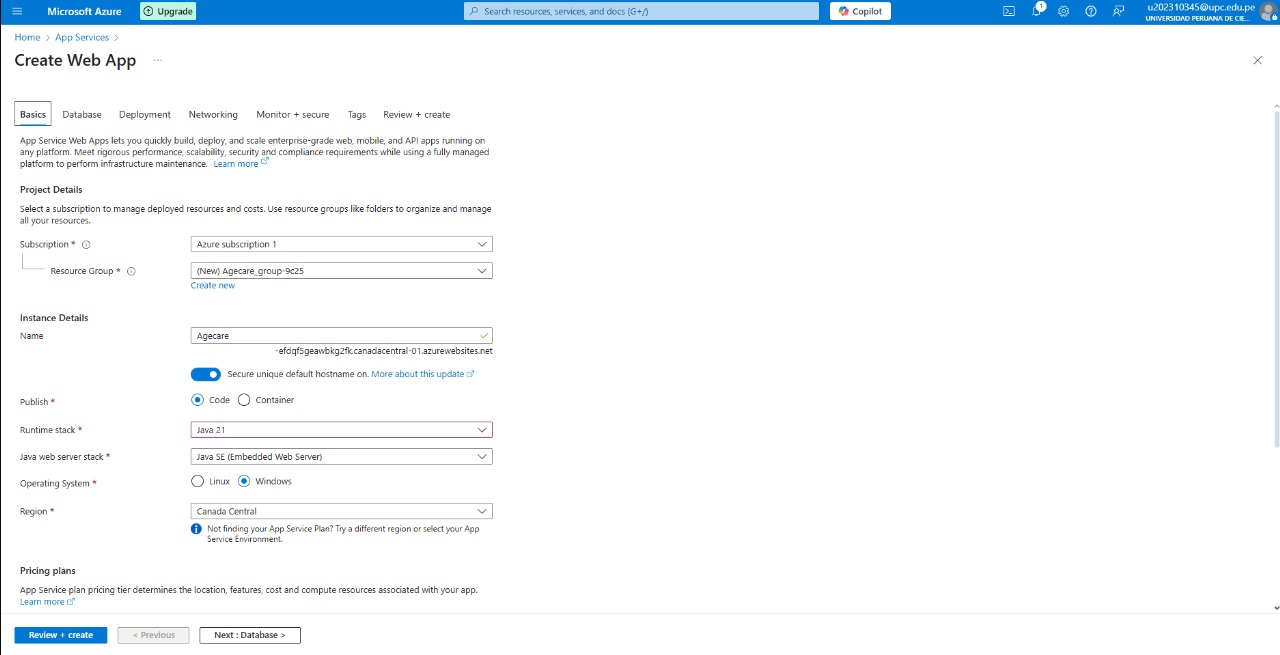 Microsoft Azure
Upgrade
Search resources, services, and docs (G+/)
Copilot
1
u202310345@upc.edu.pe
UNIVERSIDAD PERUANA DE CIE...
Home > App Services >
Create Web App ...
Basics Database Deployment Networking Monitor + secure Tags Review + create
App Service Web Apps lets you quickly build, deploy, and scale enterprise-grade web, mobile, and API apps running on
any platform. Meet rigorous performance, scalability, security and compliance requirements while using a fully managed
platform to perform infrastructure maintenance. Learn more
Project Details
Select a subscription to manage deployed resources and costs. Use resource groups like folders to organize and manage
all your resources.
Subscription * Azure subscription 1
Resource Group * (New) Agecare_group-9c25
Create new
Instance Details
Name Agecare
-efdqf5geawbkg2fk.canadacentral-01.azurewebsites.net
Secure unique default hostname on. More about this update
Publish * Code Container
Runtime stack * Java 21
Java web server stack * Java SE (Embedded Web Server)
Operating System * Linux Windows
Region * Canada Central
Not finding your App Service Plan? Try a different region or select your App
Service Environment.
Pricing plans
App Service plan pricing tier determines the location, features, cost and compute resources associated with your app.
Learn more
Review + create < Previous Next : Database >